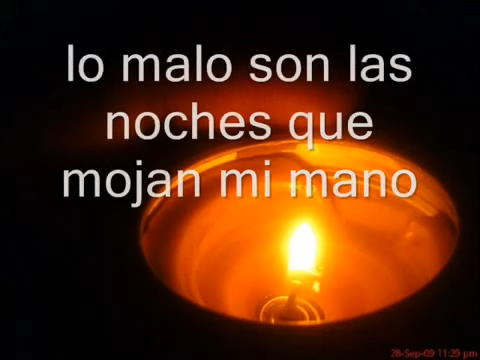 lo malo son las
noches que
mojan mi mano
28-Sep-09 11:29 pm